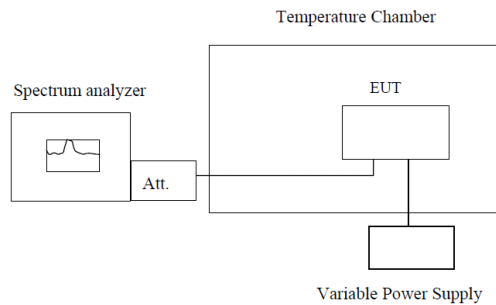 Temperature Chamber
Spectrum analyzer
EUT
Att.
Variable Power Supply